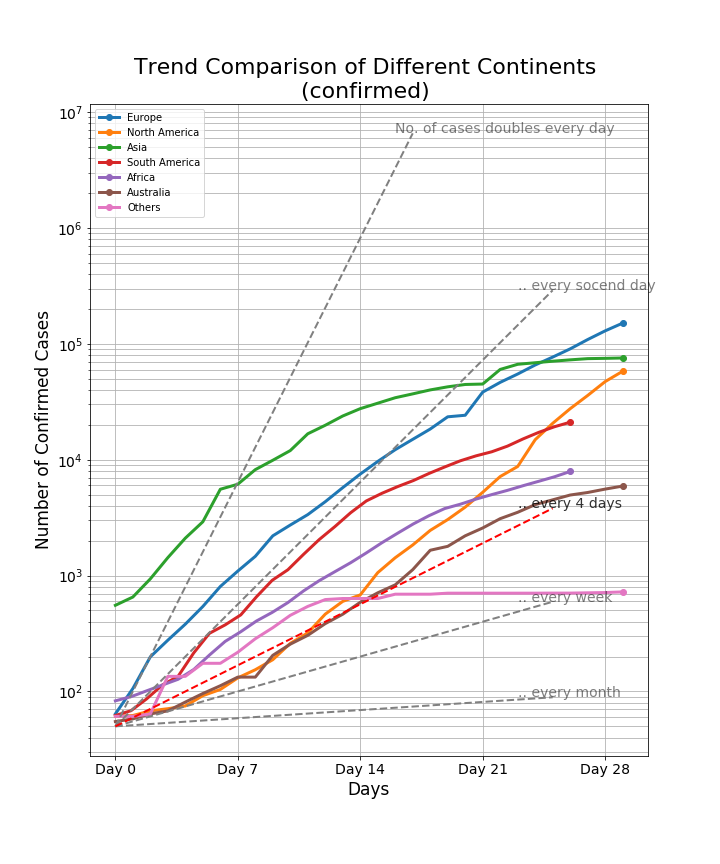 Trend Comparison of Different Continents
(confirmed)
Europe
North America
Asia
South America
Africa
Australia
Others
No. of cases doubles every day
.. every socend day
.. every 4 days
.. every week
.. every month
Number of Confirmed Cases
10^7
10^6
10^5
10^4
10^3
10^2
Day 0
Day 7
Day 14
Day 21
Day 28
Days